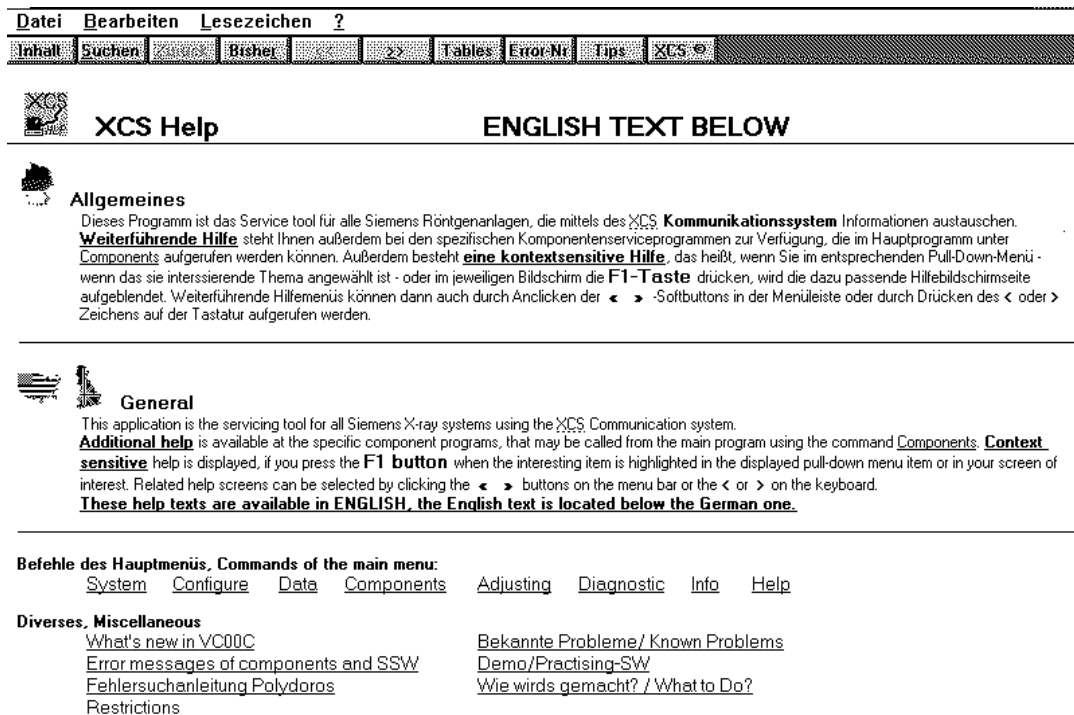 Datei Bearbeiten Lesezeichen ?
Inhalt Suchen Zurück Bisher << >> Tables Error-Nr Tips XCS ©
XCS
XCS Help ENGLISH TEXT BELOW
Allgemeines
Dieses Programm ist das Service tool für alle Siemens Röntgenanlagen, die mittels des XCS Kommunikationssystem Informationen austauschen.
Weiterführende Hilfe steht Ihnen außerdem bei den spezifischen Komponentenserviceprogrammen zur Verfügung, die im Hauptprogramm unter
Components aufgerufen werden können. Außerdem besteht eine kontextsensitive Hilfe, das heißt, wenn Sie im entsprechenden Pull-Down-Menü -
wenn das sie interssierende Thema angewählt ist - oder im jeweiligen Bildschirm die F1-Taste drücken, wird die dazu passende Hilfebildschirmseite
aufgeblendet. Weiterführende Hilfemenüs können dann auch durch Anclicken der « » -Softbuttons in der Menüleiste oder durch Drücken des < oder >
Zeichens auf der Tastatur aufgerufen werden.
General
This application is the servicing tool for all Siemens X-ray systems using the XCS Communication system.
Additional help is available at the specific component programs, that may be called from the main program using the command Components. Context
sensitive help is displayed, if you press the F1 button when the interesting item is highlighted in the displayed pull-down menu item or in your screen of
interest. Related help screens can be selected by clicking the « » buttons on the menu bar or the < or > on the keyboard.
These help texts are available in ENGLISH, the English text is located below the German one.
Befehle des Hauptmenüs, Commands of the main menu:
System Configure Data Components Adjusting Diagnostic Info Help
Diverses, Miscellaneous
What's new in VC00C Bekannte Probleme/ Known Problems
Error messages of components and SSW Demo/Practising-SW
Fehlersuchanleitung Polydoros Wie wirds gemacht? / What to Do?
Restrictions